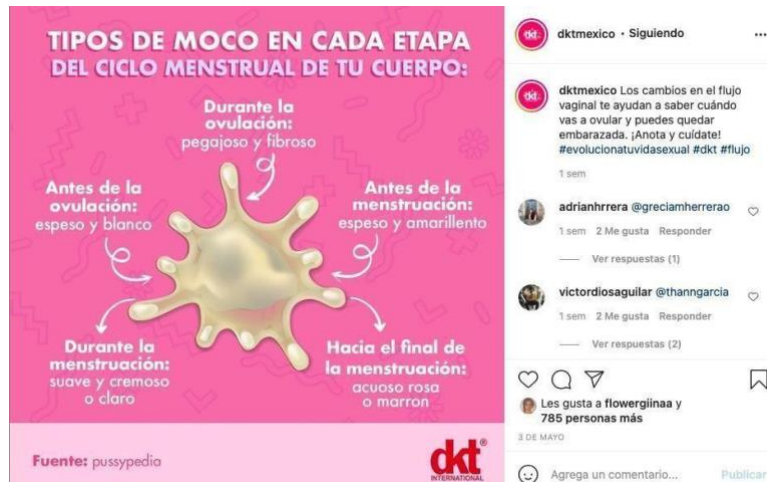 TIPOS DE MOCO EN CADA ETAPA
DEL CICLO MENSTRUAL DE TU CUERPO:
Durante la
ovulación:
pegajoso y fibroso
Antes de la
ovulación:
espeso y blanco
Antes de la
menstruación:
espeso y amarillento
Durante la
menstruación:
suave y cremoso
o claro
Hacia el final de
la menstruación:
acuoso rosa
o marron
Fuente: pussypedia
dkt®
INTERNATIONAL
dkt
dktmexico • Siguiendo
dkt
dktmexico Los cambios en el flujo
vaginal te ayudan a saber cuándo
vas a ovular y puedes quedar
embarazada. ¡Anota y cuídate!
#evolucionatuvidasexual #dkt #flujo
1 sem
adrianhrrera @greciamherrerao
1 sem 2 Me gusta Responder
Ver respuestas (1)
victordiosaguilar @thanngarcia
1 sem 2 Me gusta Responder
Ver respuestas (2)
Les gusta a flowergiinaa y
785 personas más
3 DE MAYO
Agrega un comentario... Publicar